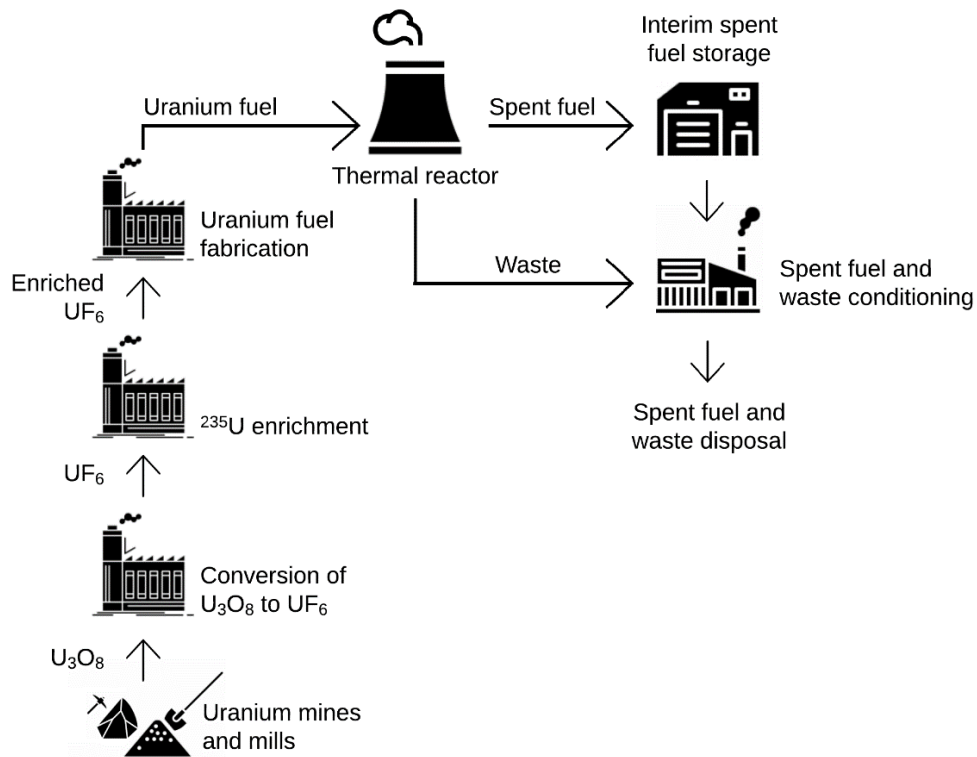 Interim spent
fuel storage
Uranium fuel
Spent fuel
Thermal reactor
Uranium fuel
fabrication
Waste
Spent fuel and
waste conditioning
Enriched
UF₆
²³⁵U enrichment
Spent fuel and
waste disposal
UF₆
Conversion of
U₃O₈ to UF₆
U₃O₈
Uranium mines
and mills